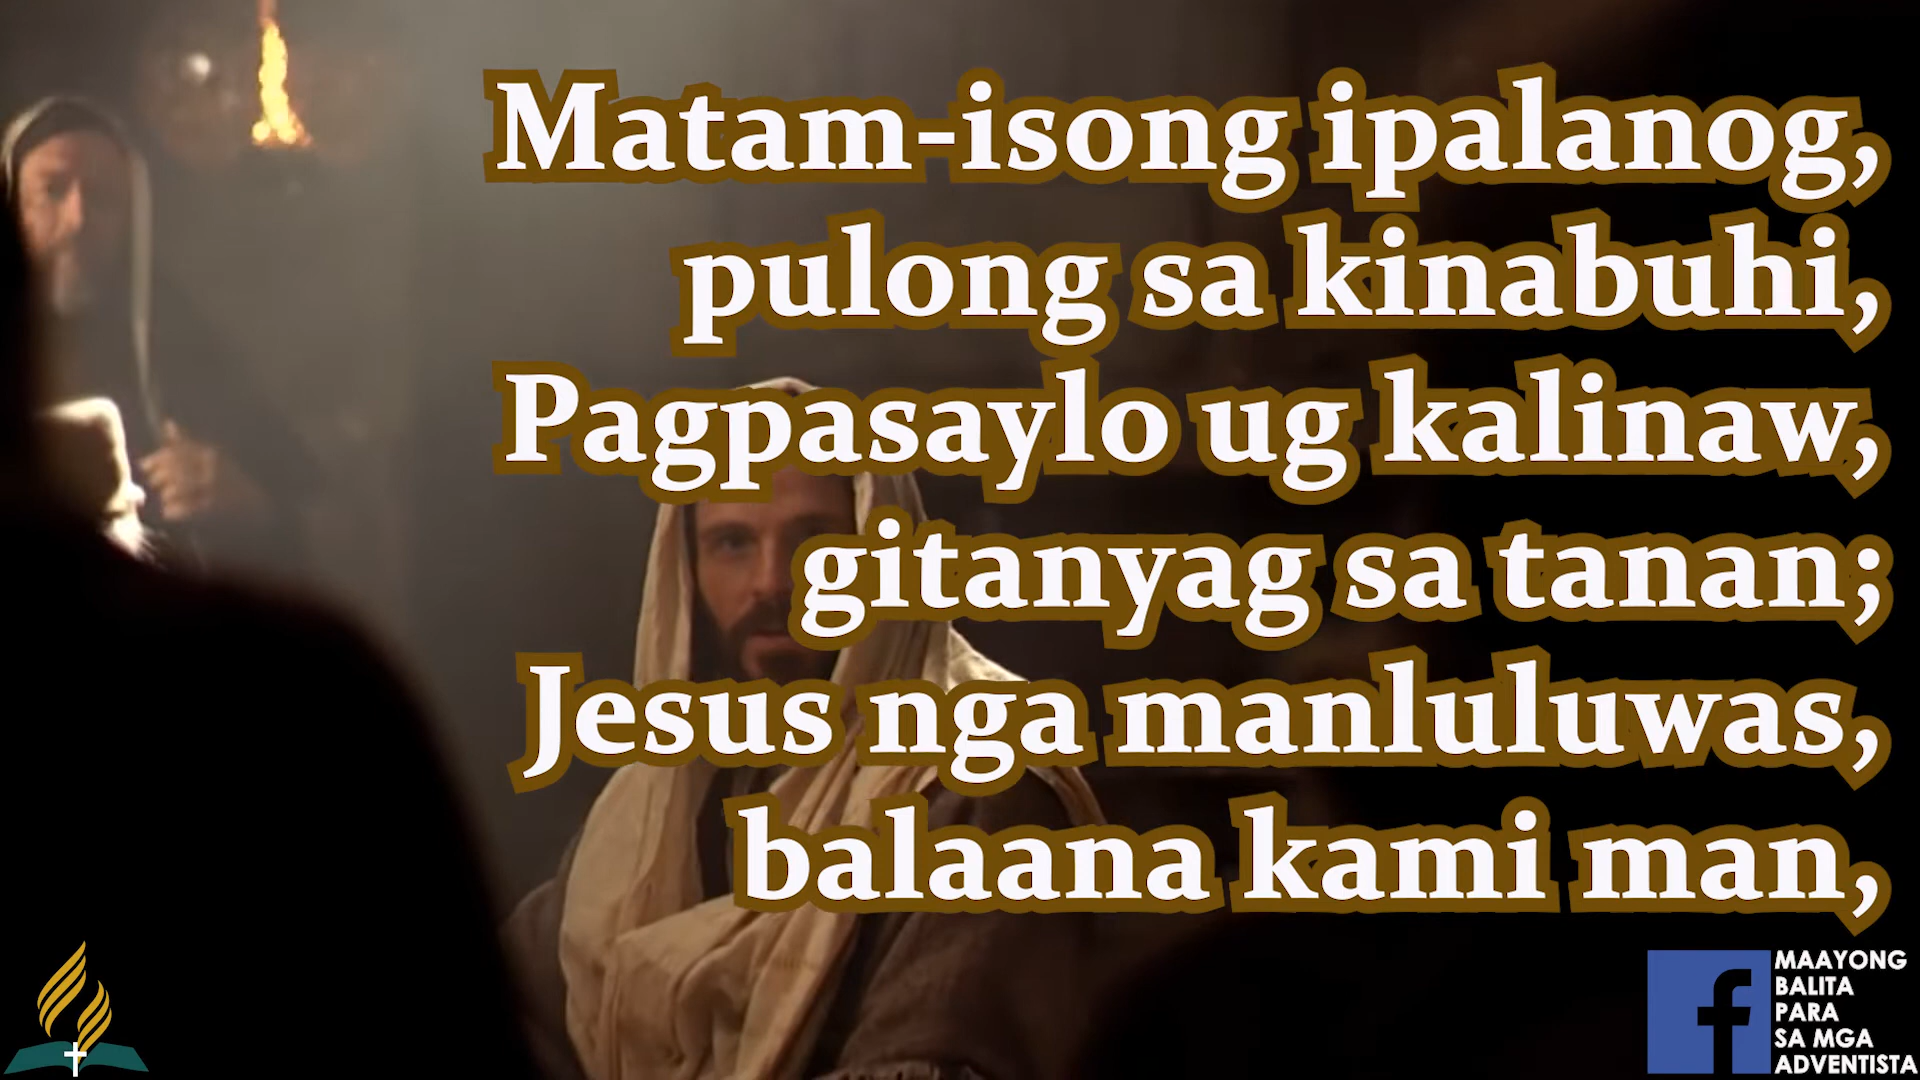 Matam-isong ipalanog,
pulong sa kinabuhi,
Pagpasaylo ug kalinaw,
gitanyag sa tanan;
Jesus nga manluluwas,
balaana kami man,
MAAYONG
BALITA
PARA
SA MGA
ADVENTISTA